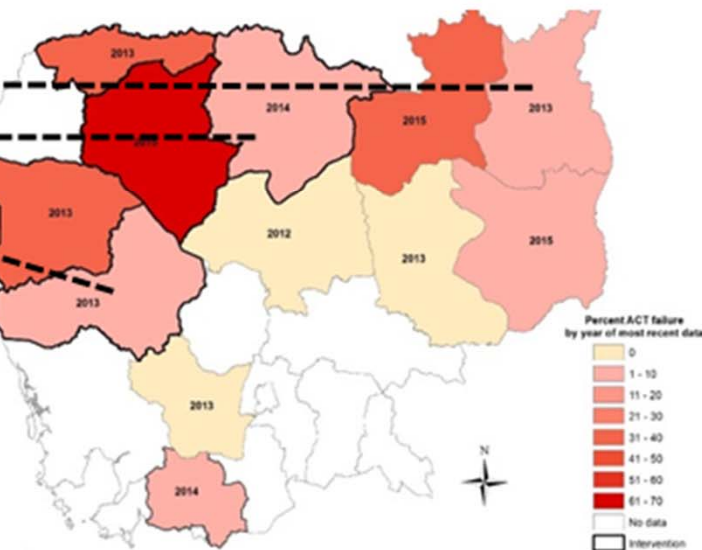 2013
2014
2013
2015
2013
2012
2015
2013
2013
2013
2014
N
Percent ACT failure
by year of most recent data
0
1 - 10
11 - 20
21 - 30
31 - 40
41 - 50
51 - 60
61 - 70
No data
Intervention